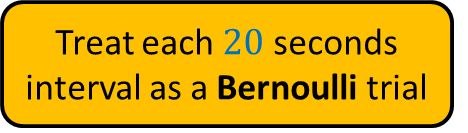 Treat each 20 seconds
interval as a Bernoulli trial